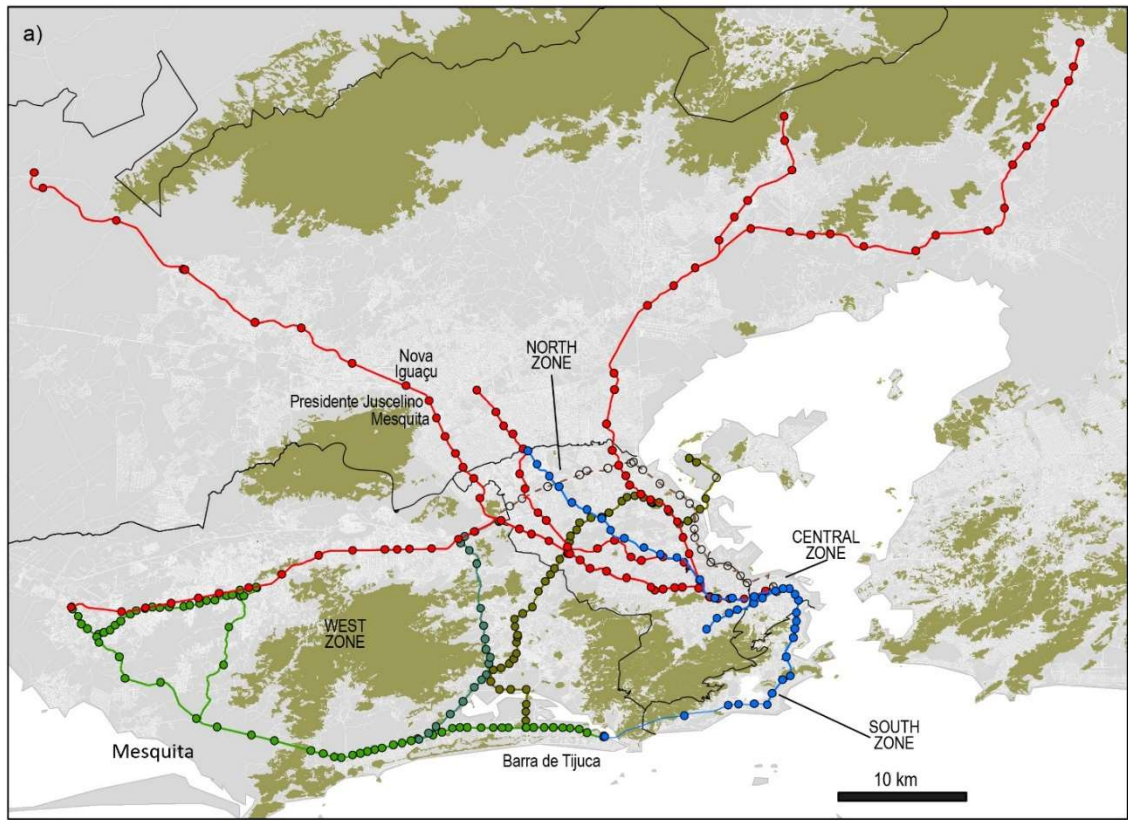 a)
NORTH
ZONE
Nova
Iguaçu
Presidente Juscelino
Mesquita
CENTRAL
ZONE
WEST
ZONE
SOUTH
ZONE
Mesquita
Barra de Tijuca
10 km